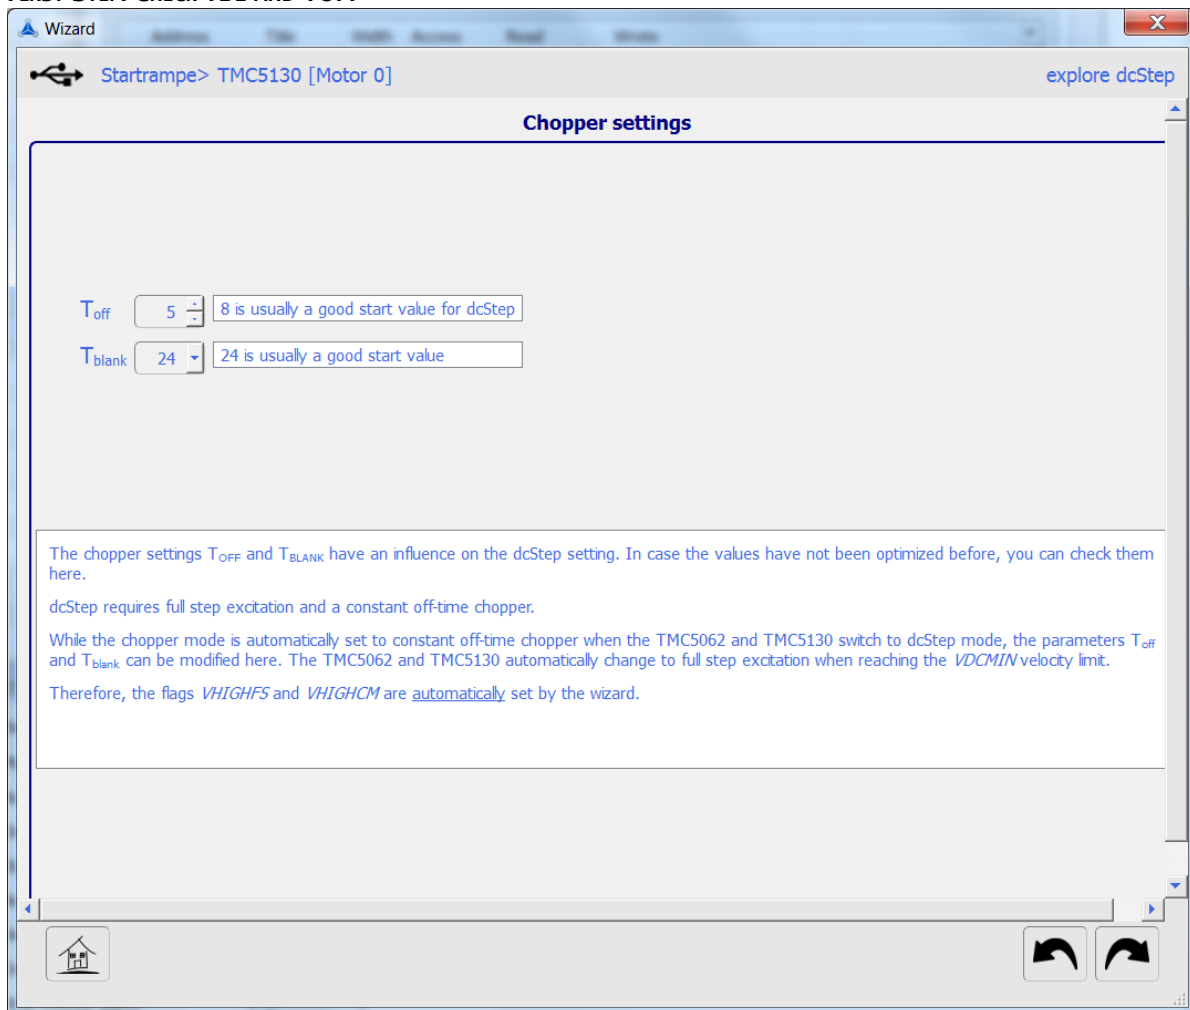 Wizard
Address Title Width Access Read Wrote
Startrampe> TMC5130 [Motor 0]
explore dcStep
Chopper settings
Toff 5 8 is usually a good start value for dcStep
Tblank 24 24 is usually a good start value
The chopper settings TOFF and TBLANK have an influence on the dcStep setting. In case the values have not been optimized before, you can check them
here.
dcStep requires full step excitation and a constant off-time chopper.
While the chopper mode is automatically set to constant off-time chopper when the TMC5062 and TMC5130 switch to dcStep mode, the parameters Toff
and Tblank can be modified here. The TMC5062 and TMC5130 automatically change to full step excitation when reaching the VDCMIN velocity limit.
Therefore, the flags VHIGHFS and VHIGHCM are automatically set by the wizard.